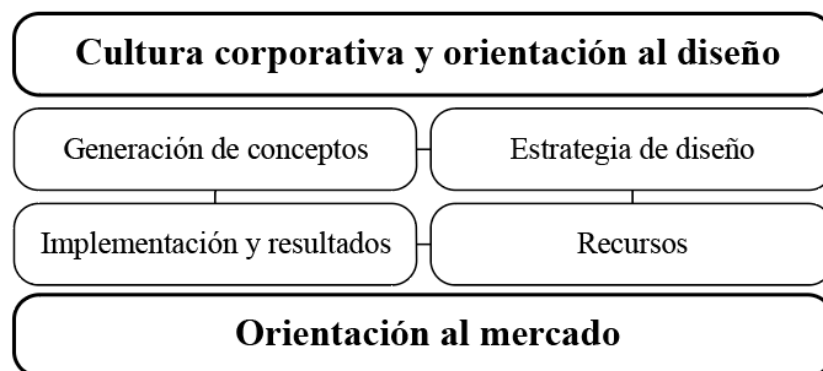 Cultura corporativa y orientación al diseño
Generación de conceptos
Estrategia de diseño
Implementación y resultados
Recursos
Orientación al mercado